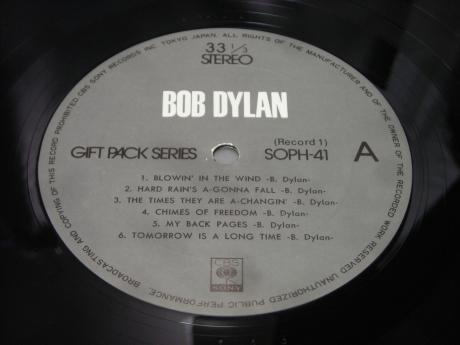 33 1/3
STEREO
BOB DYLAN
GIFT PACK SERIES
(Record 1)
SOPH-41
A
1. BLOWIN' IN THE WIND -B. Dylan-
2. HARD RAIN'S A-GONNA FALL -B. Dylan-
3. THE TIMES THEY ARE A-CHANGIN' -B. Dylan-
4. CHIMES OF FREEDOM -B. Dylan-
5. MY BACK PAGES -B. Dylan-
6. TOMORROW IS A LONG TIME -B. Dylan-
CBS
SONY
CBS SONY RECORDS INC. TOKYO JAPAN. ALL RIGHTS OF THE MANUFACTURER AND OF THE OWNER OF THE RECORDED WORK RESERVED UNAUTHORIZED PUBLIC PERFORMANCE. BROADCASTING AND COPYING OF THIS RECORD PROHIBITED